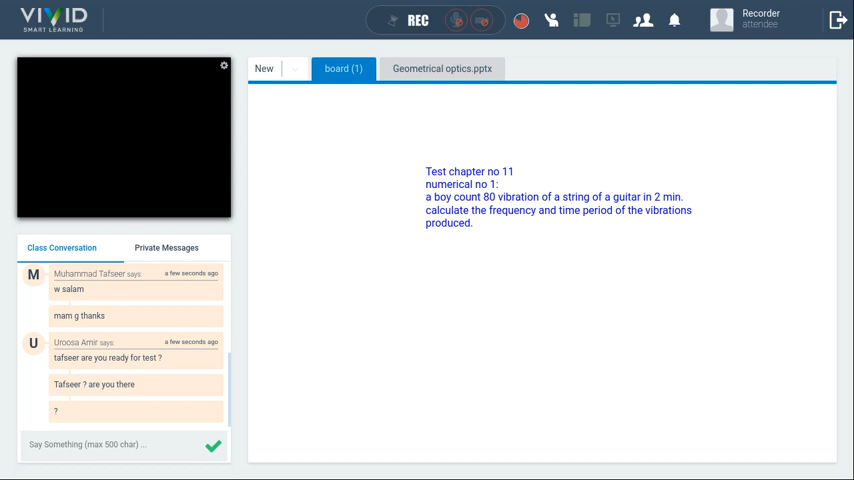 VIVID
SMART LEARNING
REC
Recorder
attendee
New
board (1)
Geometrical optics.pptx
Class Conversation
Private Messages
M
Muhammad Tafseer says:
a few seconds ago
w salam
mam g thanks
U
Uroosa Amir says:
a few seconds ago
tafseer are you ready for test ?
Tafseer ? are you there
?
Say Something (max 500 char) ...
Test chapter no 11
numerical no 1:
a boy count 80 vibration of a string of a guitar in 2 min.
calculate the frequency and time period of the vibrations
produced.